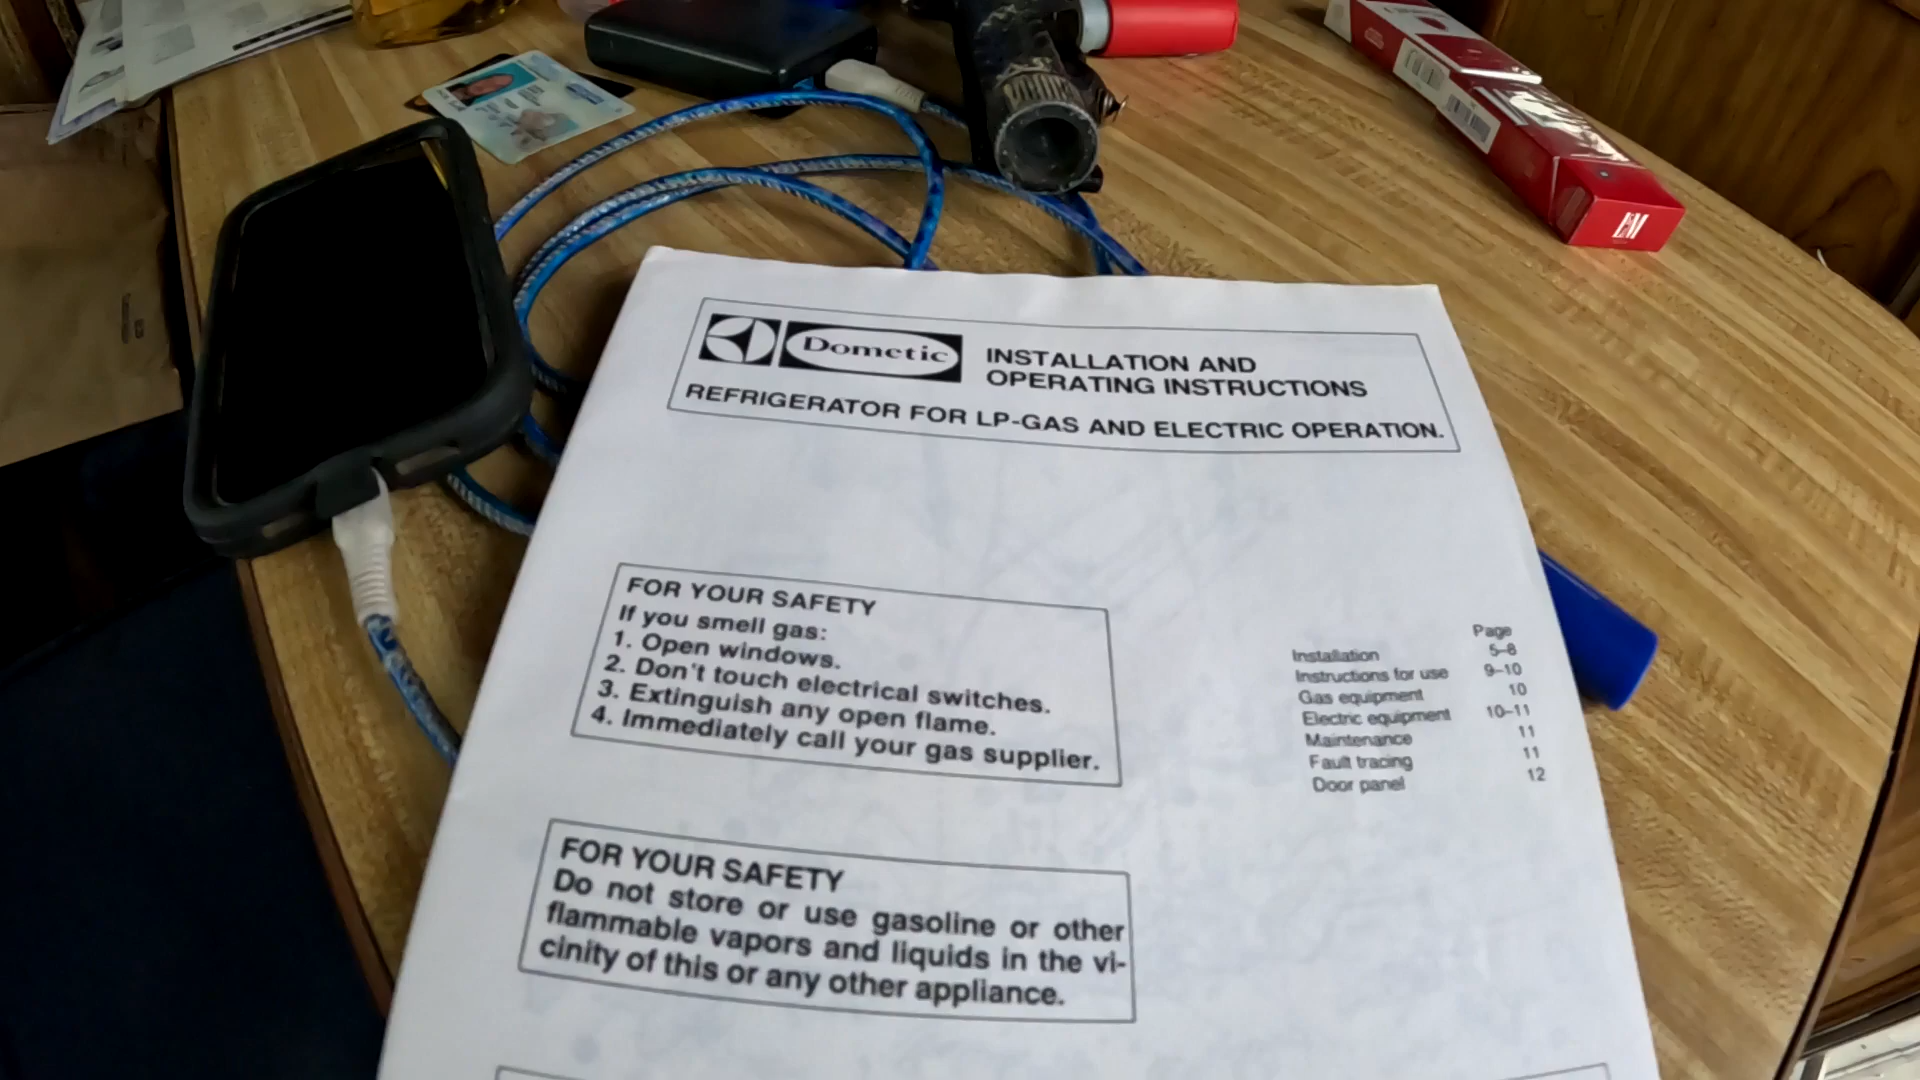 Dometic
INSTALLATION AND
OPERATING INSTRUCTIONS
REFRIGERATOR FOR LP-GAS AND ELECTRIC OPERATION.
FOR YOUR SAFETY
If you smell gas:
1. Open windows.
2. Don't touch electrical switches.
3. Extinguish any open flame.
4. Immediately call your gas supplier.
Page
Installation 5–8
Instructions for use 9–10
Gas equipment 10
Electric equipment 10–11
Maintenance 11
Fault tracing 11
Door panel 12
FOR YOUR SAFETY
Do not store or use gasoline or other
flammable vapors and liquids in the vi-
cinity of this or any other appliance.
L&M